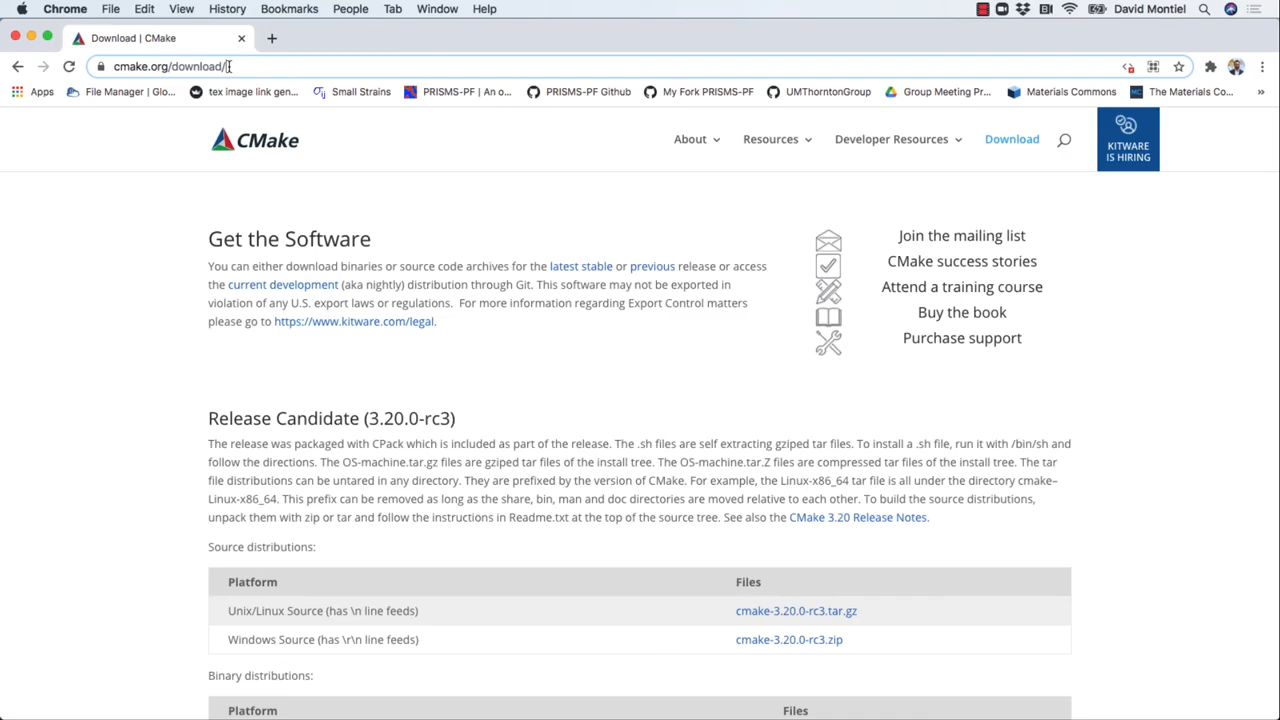 Chrome File Edit View History Bookmarks People Tab Window Help David Montiel
Download | CMake
cmake.org/download/
Apps File Manager | Glo... tex image link gen... Small Strains PRISMS-PF | An o... PRISMS-PF Github My Fork PRISMS-PF UMThorntonGroup Group Meeting Pr... Materials Commons The Materials Co... »
CMake About Resources Developer Resources Download
KITWARE
IS HIRING
Get the Software
You can either download binaries or source code archives for the latest stable or previous release or access
the current development (aka nightly) distribution through Git. This software may not be exported in
violation of any U.S. export laws or regulations. For more information regarding Export Control matters
please go to https://www.kitware.com/legal.
Join the mailing list
CMake success stories
Attend a training course
Buy the book
Purchase support
Release Candidate (3.20.0-rc3)
The release was packaged with CPack which is included as part of the release. The .sh files are self extracting gziped tar files. To install a .sh file, run it with /bin/sh and
follow the directions. The OS-machine.tar.gz files are gziped tar files of the install tree. The OS-machine.tar.Z files are compressed tar files of the install tree. The tar
file distributions can be untared in any directory. They are prefixed by the version of CMake. For example, the Linux-x86_64 tar file is all under the directory cmake–
Linux-x86_64. This prefix can be removed as long as the share, bin, man and doc directories are moved relative to each other. To build the source distributions,
unpack them with zip or tar and follow the instructions in Readme.txt at the top of the source tree. See also the CMake 3.20 Release Notes.
Source distributions:
Platform Files
Unix/Linux Source (has \n line feeds) cmake-3.20.0-rc3.tar.gz
Windows Source (has \r\n line feeds) cmake-3.20.0-rc3.zip
Binary distributions:
Platform Files